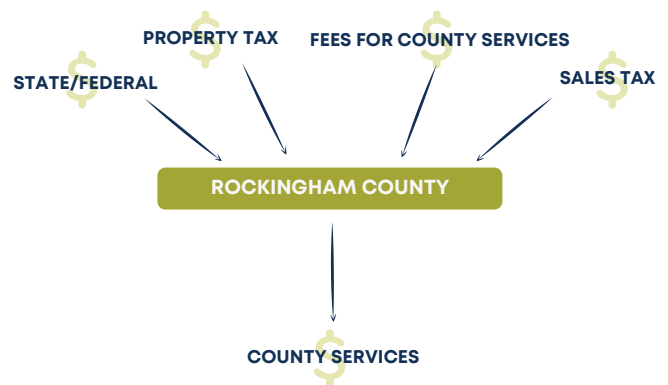 PROPERTY TAX
FEES FOR COUNTY SERVICES
STATE/FEDERAL
SALES TAX
$
$
$
$
ROCKINGHAM COUNTY
COUNTY SERVICES
$